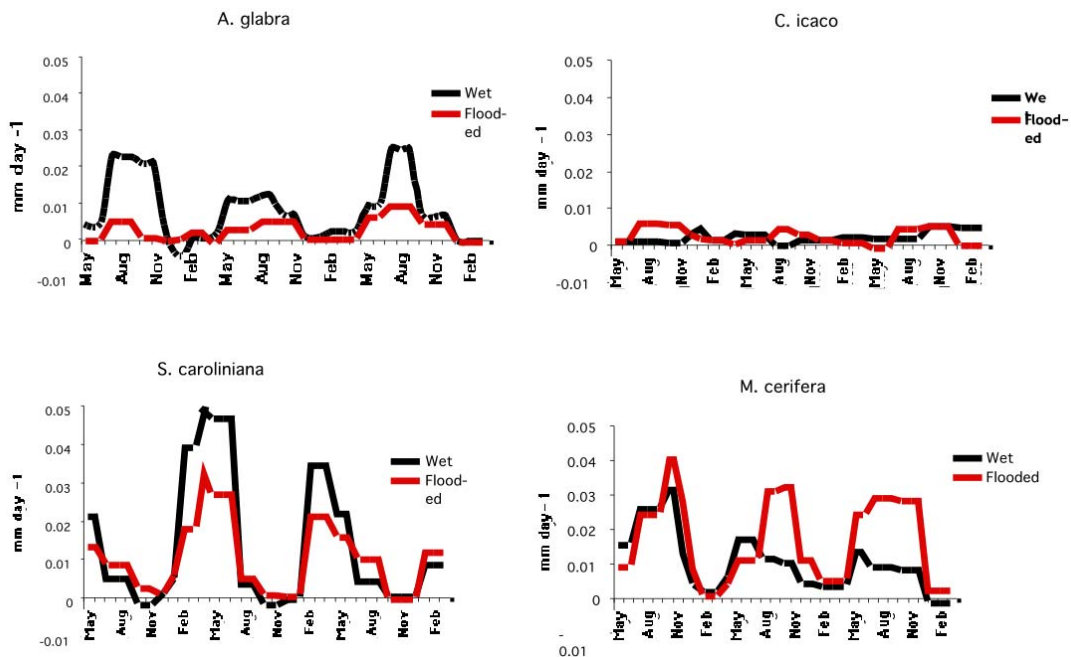 A. glabra
0.05
0.04
0.03
0.02
0.01
0
-0.01
mm day -1
May
Aug
Nov
Feb
May
Aug
Nov
Feb
May
Aug
Nov
Feb
Wet
Flood-
ed
C. icaco
0.05
0.04
0.03
0.02
0.01
0
-0.01
mm day -1
May
Aug
Nov
Feb
May
Aug
Nov
Feb
May
Aug
Nov
Feb
We
t
Flood-
ed
S. caroliniana
0.05
0.04
0.03
0.02
0.01
0
-0.01
mm day -1
May
Aug
Nov
Feb
May
Aug
Nov
Feb
May
Aug
Nov
Feb
Wet
Flood-
ed
M. cerifera
0.05
0.04
0.03
0.02
0.01
0
-
0.01
mm day-1
May
Aug
Nov
Feb
May
Aug
Nov
Feb
May
Aug
Nov
Feb
Wet
Flooded